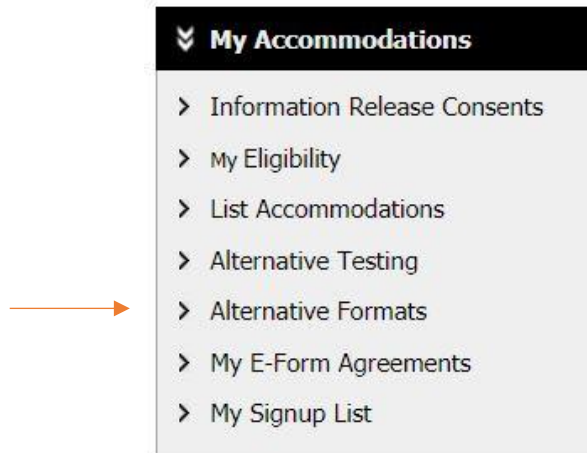 My Accommodations
Information Release Consents
My Eligibility
List Accommodations
Alternative Testing
Alternative Formats
My E-Form Agreements
My Signup List